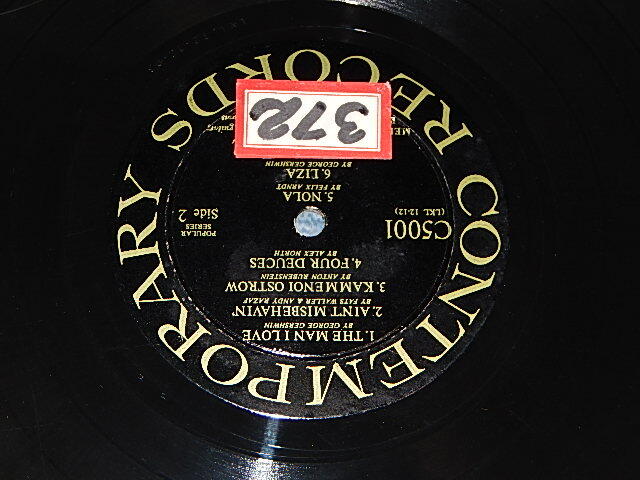 CONTEMPORARY RECORDS
372
C5001
(LKL 12-12)
POPULAR
SERIES
Side 2
1. THE MAN I LOVE
BY GEORGE GERSHWIN
2. AIN'T MISBEHAVIN'
BY FATS WALLER & ANDY RAZAF
3. KAMMENOI OSTROW
BY ANTON RUBENSTEIN
4. FOUR DEUCES
BY ALEX NORTH
5. NOLA
BY FELIX ARNDT
6. LIZA
BY GEORGE GERSHWIN